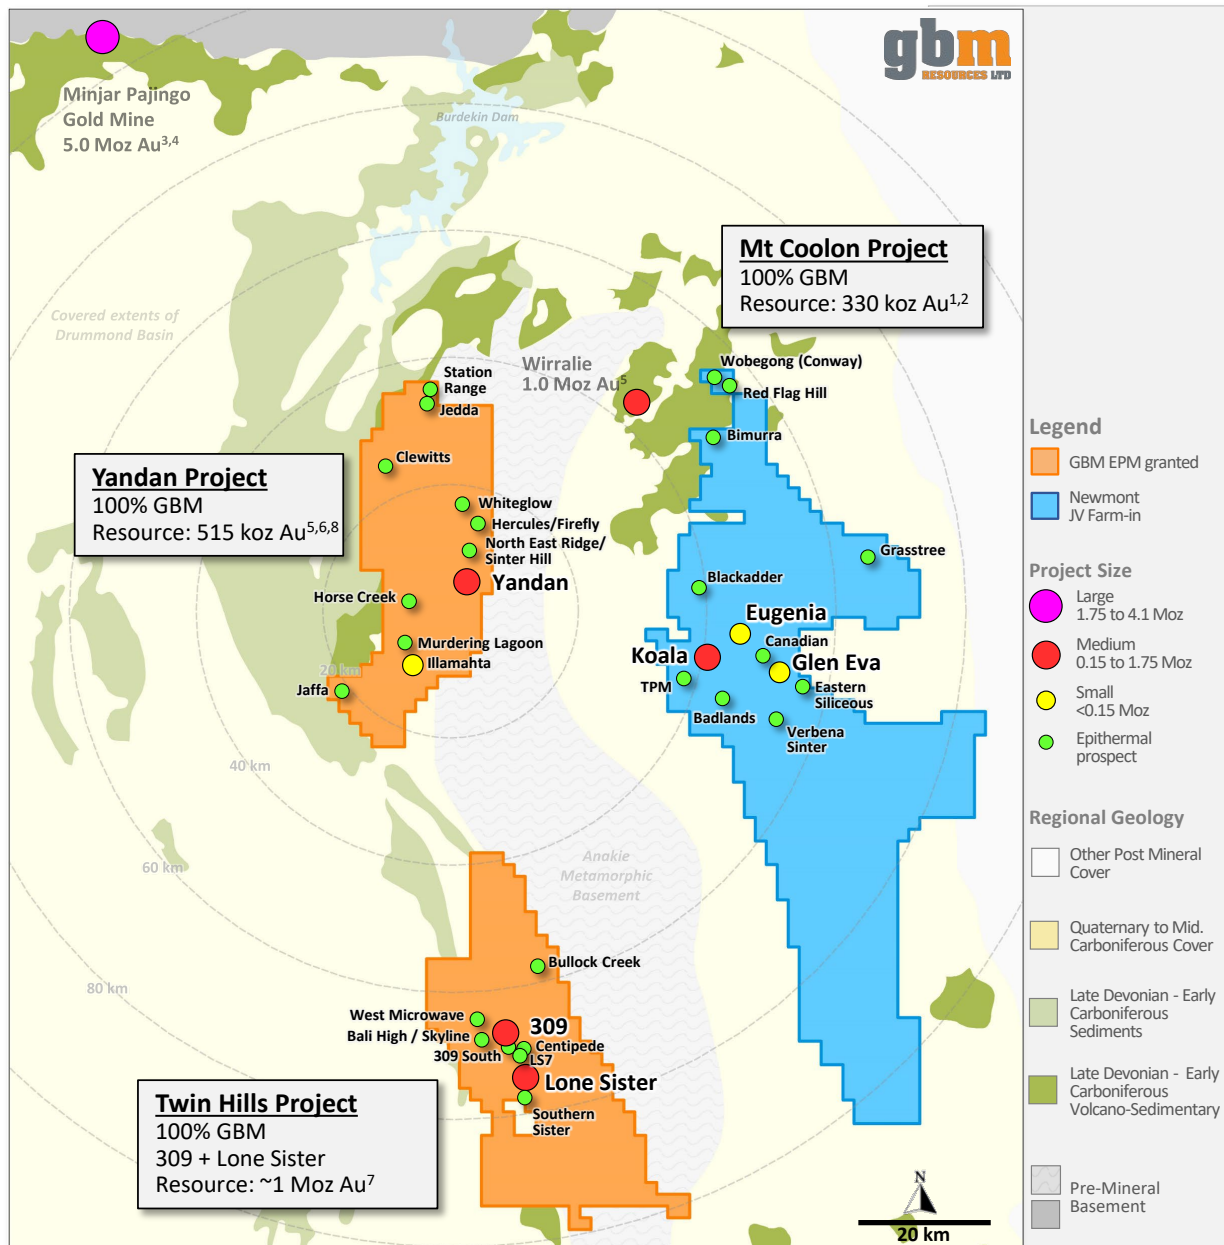 gbm
RESOURCES LTD
Minjar Pajingo
Gold Mine
5.0 Moz Au3,4
Burdekin Dam
Mt Coolon Project
100% GBM
Resource: 330 koz Au1,2
Covered extents of
Drummond Basin
Wirralie
1.0 Moz Au5
Station
Range
Jedda
Wobegong (Conway)
Red Flag Hill
Bimurra
Clewitts
Yandan Project
100% GBM
Resource: 515 koz Au5,6,8
Whiteglow
Hercules/Firefly
North East Ridge/
Sinter Hill
Yandan
Horse Creek
Murdering Lagoon
Illamahta
Jaffa
Grasstree
Blackadder
Eugenia
Canadian
Koala
Glen Eva
TPM
Eastern
Siliceous
Badlands
Verbena
Sinter
20 km
40 km
60 km
80 km
Anakie
Metamorphic
Basement
Bullock Creek
West Microwave
309
Bali High / Skyline
Centipede
309 South
LS7
Lone Sister
Southern
Sister
Twin Hills Project
100% GBM
309 + Lone Sister
Resource: ~1 Moz Au7
N
20 km
Legend
GBM EPM granted
Newmont
JV Farm-in
Project Size
Large
1.75 to 4.1 Moz
Medium
0.15 to 1.75 Moz
Small
<0.15 Moz
Epithermal
prospect
Regional Geology
Other Post Mineral
Cover
Quaternary to Mid.
Carboniferous Cover
Late Devonian - Early
Carboniferous
Sediments
Late Devonian - Early
Carboniferous
Volcano-Sedimentary
Pre-Mineral
Basement